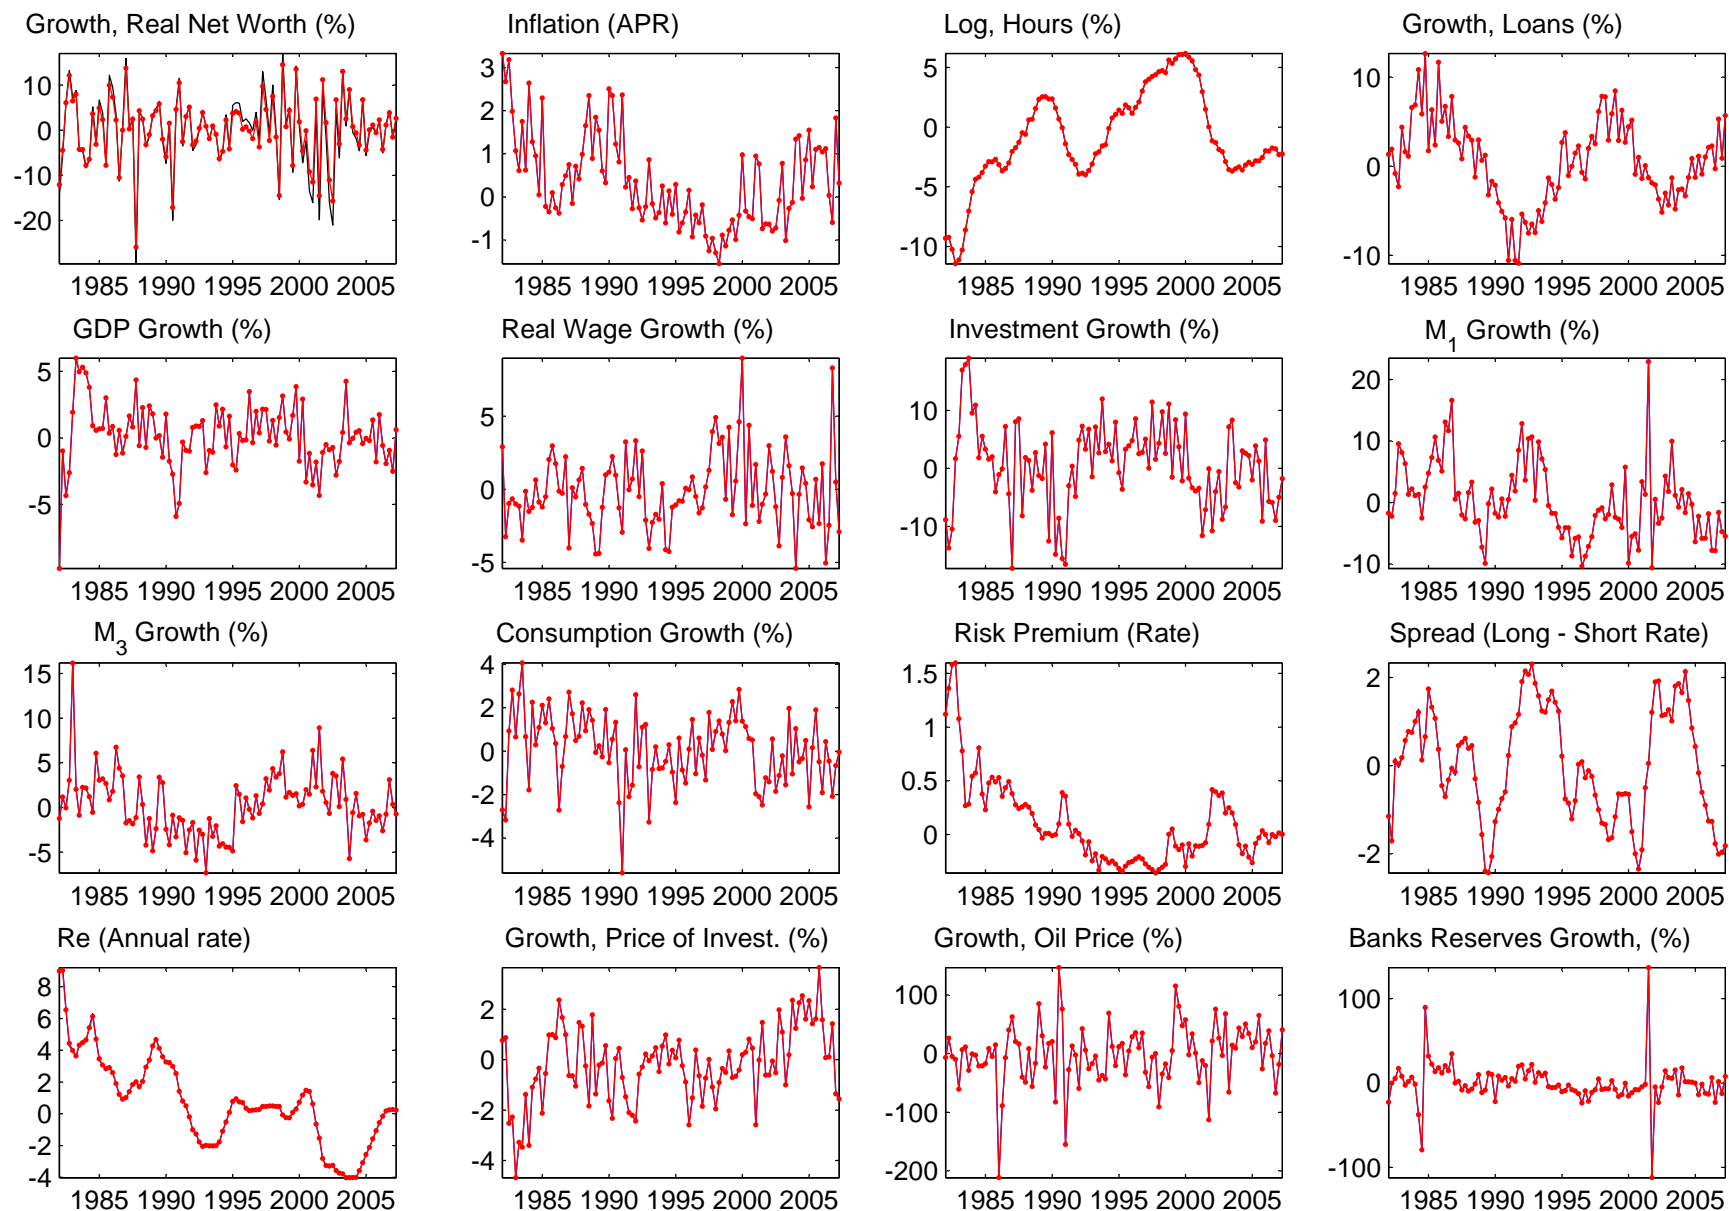 Growth, Real Net Worth (%)
10
0
-10
-20
1985 1990 1995 2000 2005
Inflation (APR)
3
2
1
0
-1
1985 1990 1995 2000 2005
Log, Hours (%)
5
0
-5
-10
1985 1990 1995 2000 2005
Growth, Loans (%)
10
0
-10
1985 1990 1995 2000 2005
GDP Growth (%)
5
0
-5
1985 1990 1995 2000 2005
Real Wage Growth (%)
5
0
-5
1985 1990 1995 2000 2005
Investment Growth (%)
10
0
-10
1985 1990 1995 2000 2005
M1 Growth (%)
20
10
0
-10
1985 1990 1995 2000 2005
M3 Growth (%)
15
10
5
0
-5
1985 1990 1995 2000 2005
Consumption Growth (%)
4
2
0
-2
-4
1985 1990 1995 2000 2005
Risk Premium (Rate)
1.5
1
0.5
0
1985 1990 1995 2000 2005
Spread (Long - Short Rate)
2
0
-2
1985 1990 1995 2000 2005
Re (Annual rate)
8
6
4
2
0
-2
-4
1985 1990 1995 2000 2005
Growth, Price of Invest. (%)
2
0
-2
-4
1985 1990 1995 2000 2005
Growth, Oil Price (%)
100
0
-100
-200
1985 1990 1995 2000 2005
Banks Reserves Growth, (%)
100
0
-100
1985 1990 1995 2000 2005